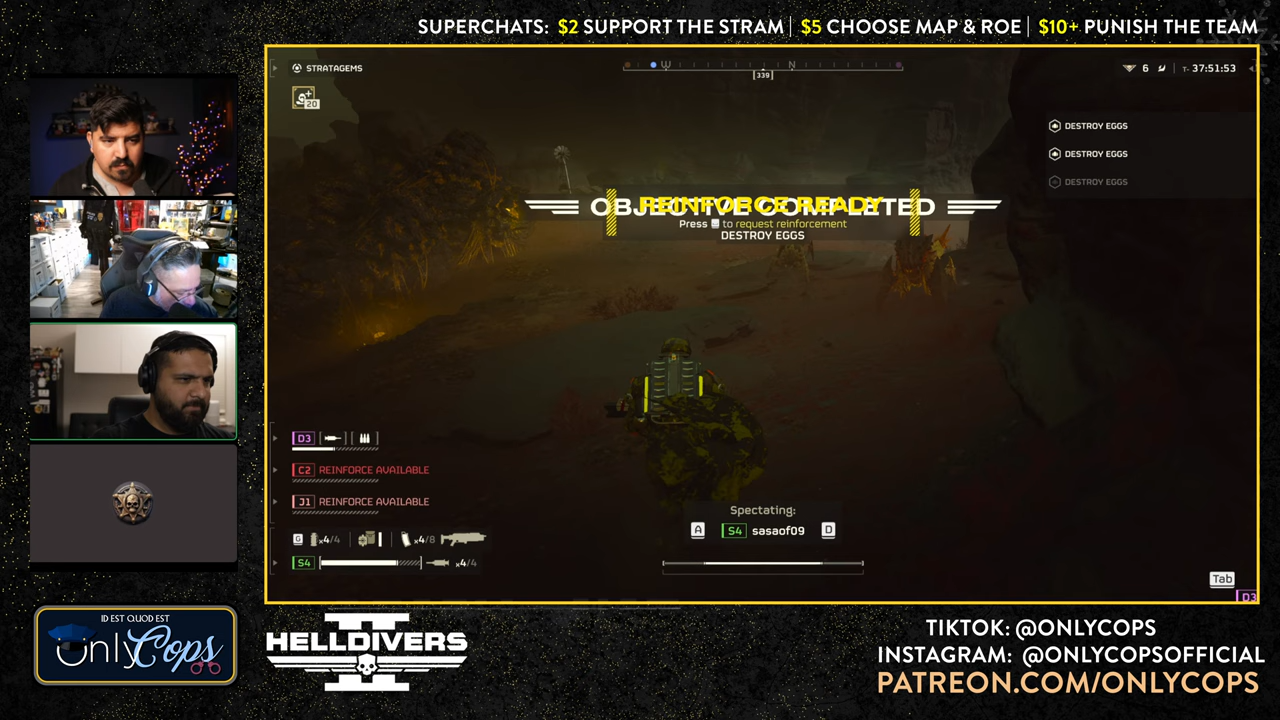 SUPERCHATS: $2 SUPPORT THE STRAM | $5 CHOOSE MAP & ROE | $10+ PUNISH THE TEAM
STRATAGEMS
20
W
N
[339]
6
T- 37:51:53
DESTROY EGGS
DESTROY EGGS
DESTROY EGGS
REINFORCE READY
OBJECTIVE COMPLETED
Press to request reinforcement
DESTROY EGGS
D3
C2 REINFORCE AVAILABLE
J1 REINFORCE AVAILABLE
G x4/4 x4/8
S4 x4/4
Spectating:
A S4 sasaof09 D
Tab
D3
ID EST QUOD EST
OnlyCops
II
HELLDIVERS
TIKTOK: @ONLYCOPS
INSTAGRAM: @ONLYCOPSOFFICIAL
PATREON.COM/ONLYCOPS